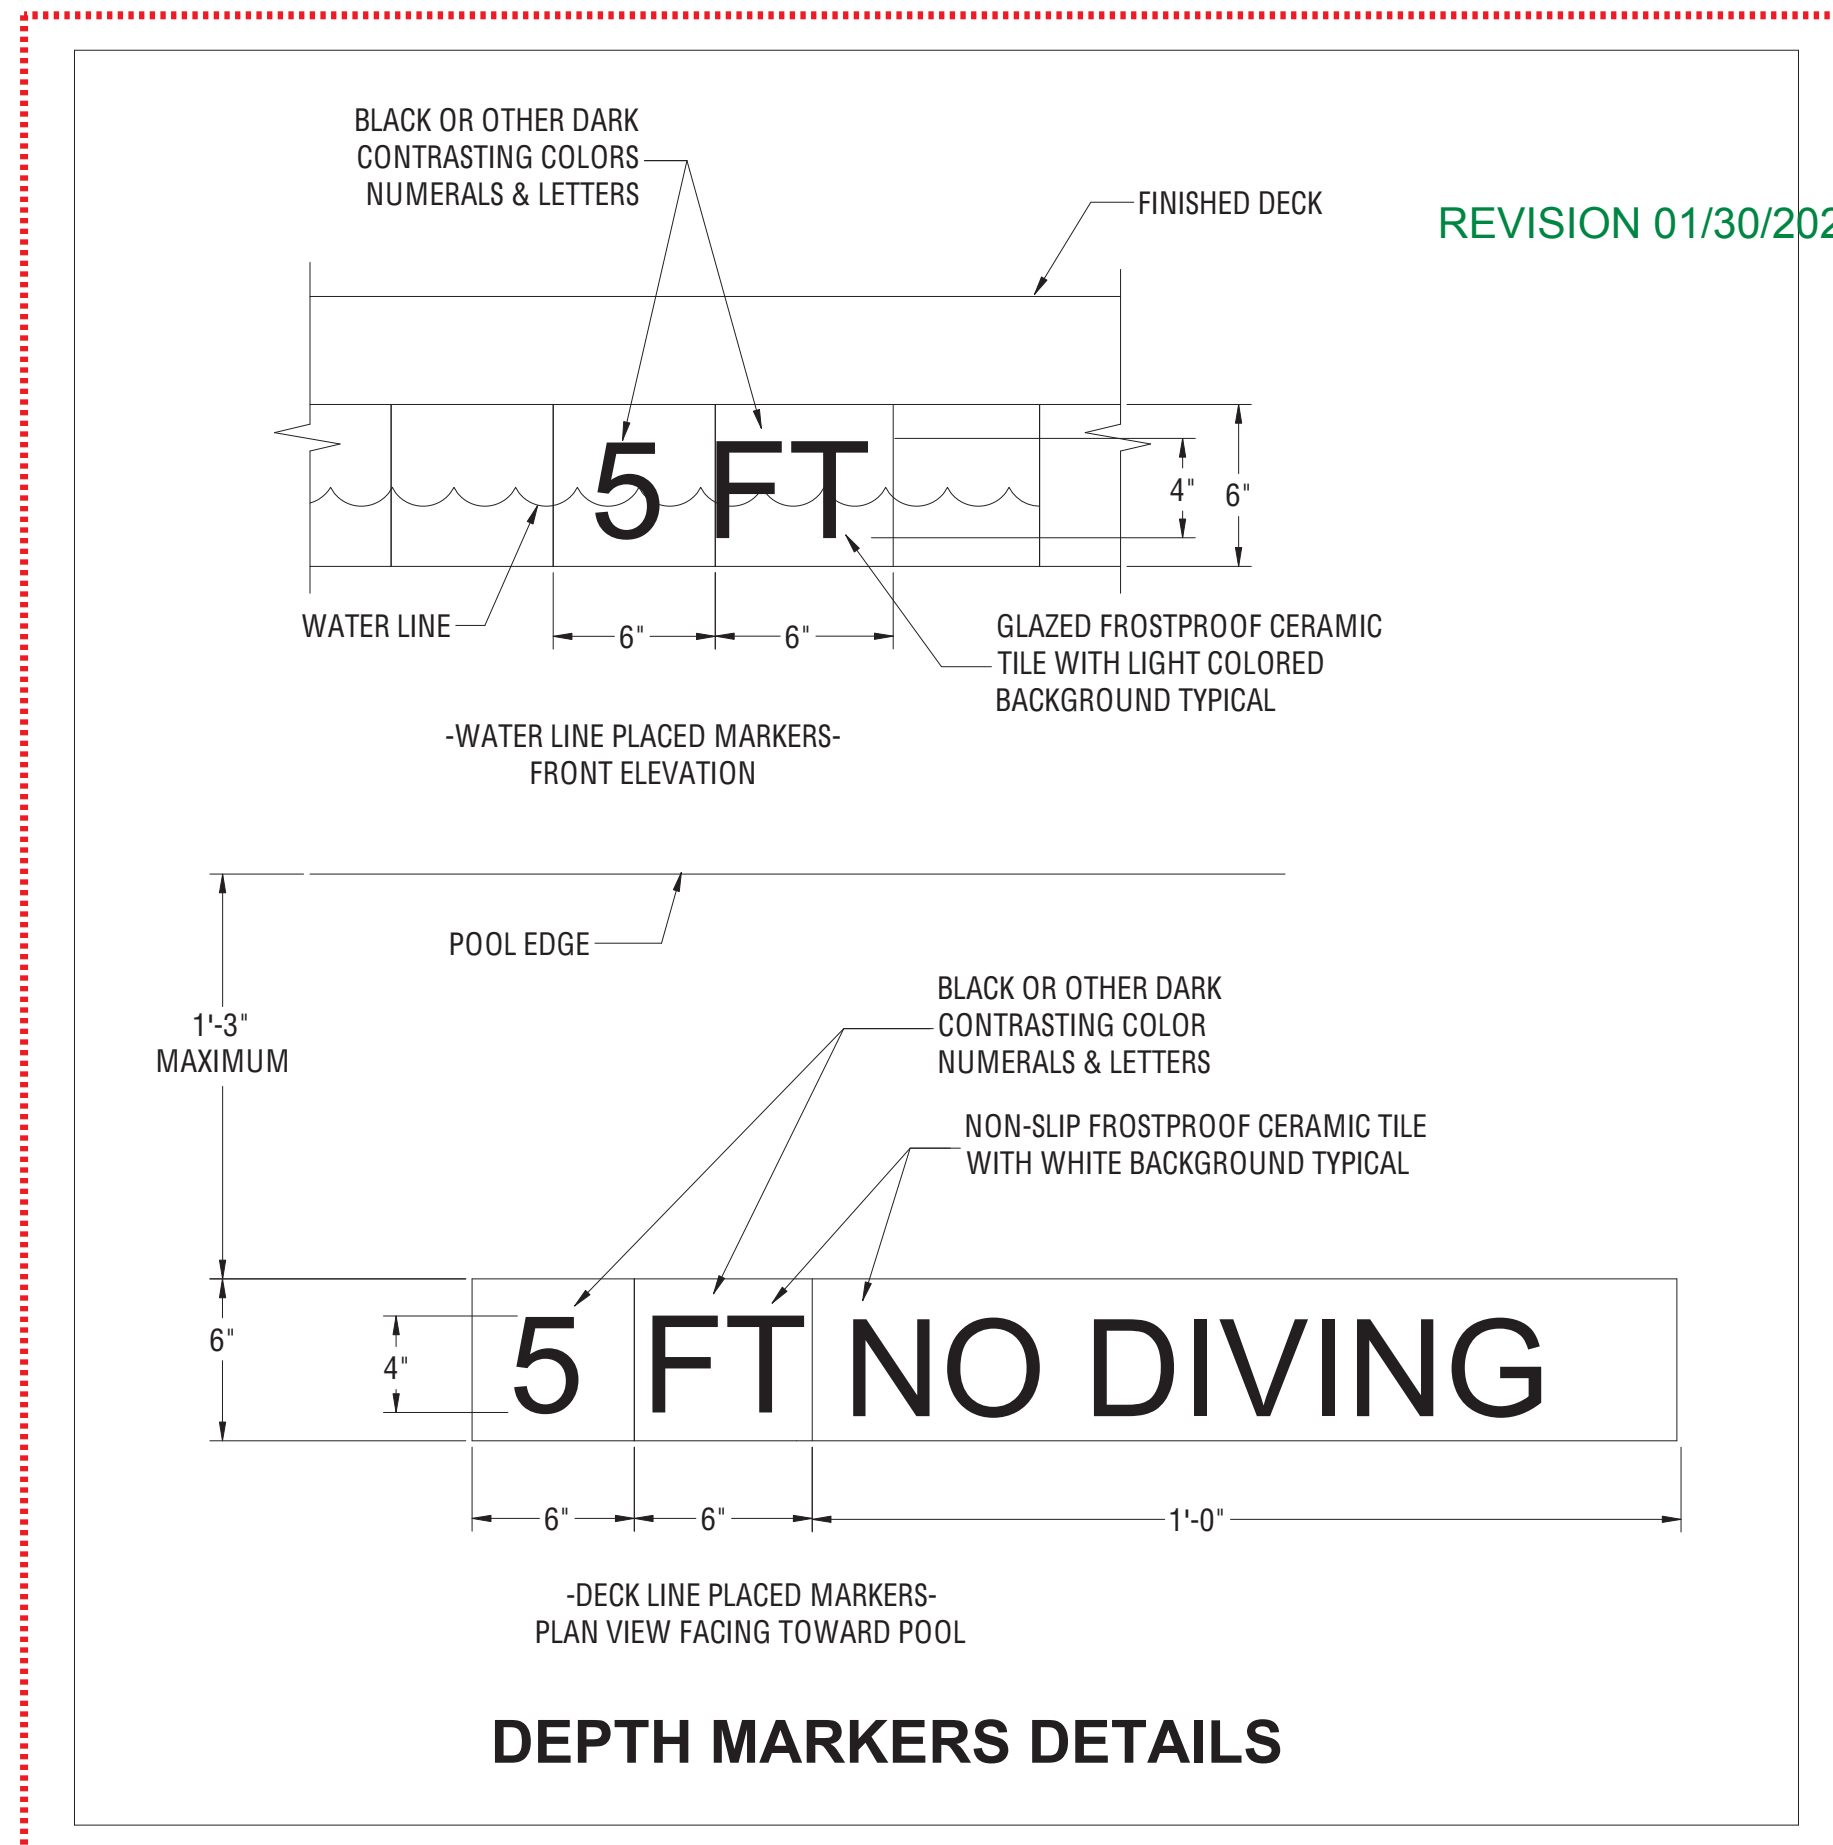 BLACK OR OTHER DARK
CONTRASTING COLORS
NUMERALS & LETTERS
FINISHED DECK
REVISION 01/30/202
5 FT
4"
6"
WATER LINE
6"
6"
GLAZED FROSTPROOF CERAMIC
TILE WITH LIGHT COLORED
BACKGROUND TYPICAL
-WATER LINE PLACED MARKERS-
FRONT ELEVATION
POOL EDGE
1'-3"
MAXIMUM
BLACK OR OTHER DARK
CONTRASTING COLOR
NUMERALS & LETTERS
NON-SLIP FROSTPROOF CERAMIC TILE
WITH WHITE BACKGROUND TYPICAL
6"
4"
5 FT NO DIVING
6"
6"
1'-0"
-DECK LINE PLACED MARKERS-
PLAN VIEW FACING TOWARD POOL
DEPTH MARKERS DETAILS